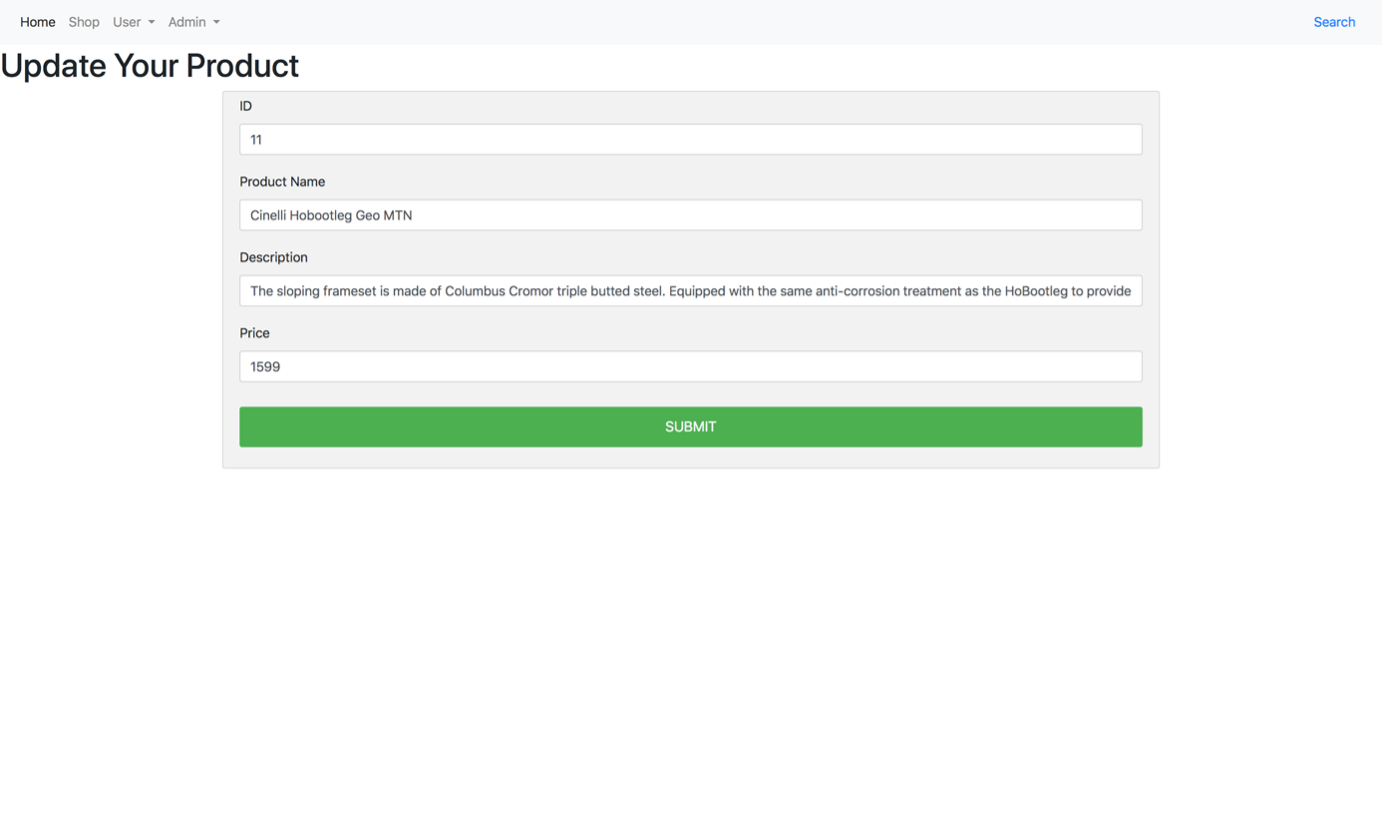 Home Shop User Admin Search
Update Your Product
ID
11
Product Name
Cinelli Hobootleg Geo MTN
Description
The sloping frameset is made of Columbus Cromor triple butted steel. Equipped with the same anti-corrosion treatment as the HoBootleg to provide
Price
1599
SUBMIT